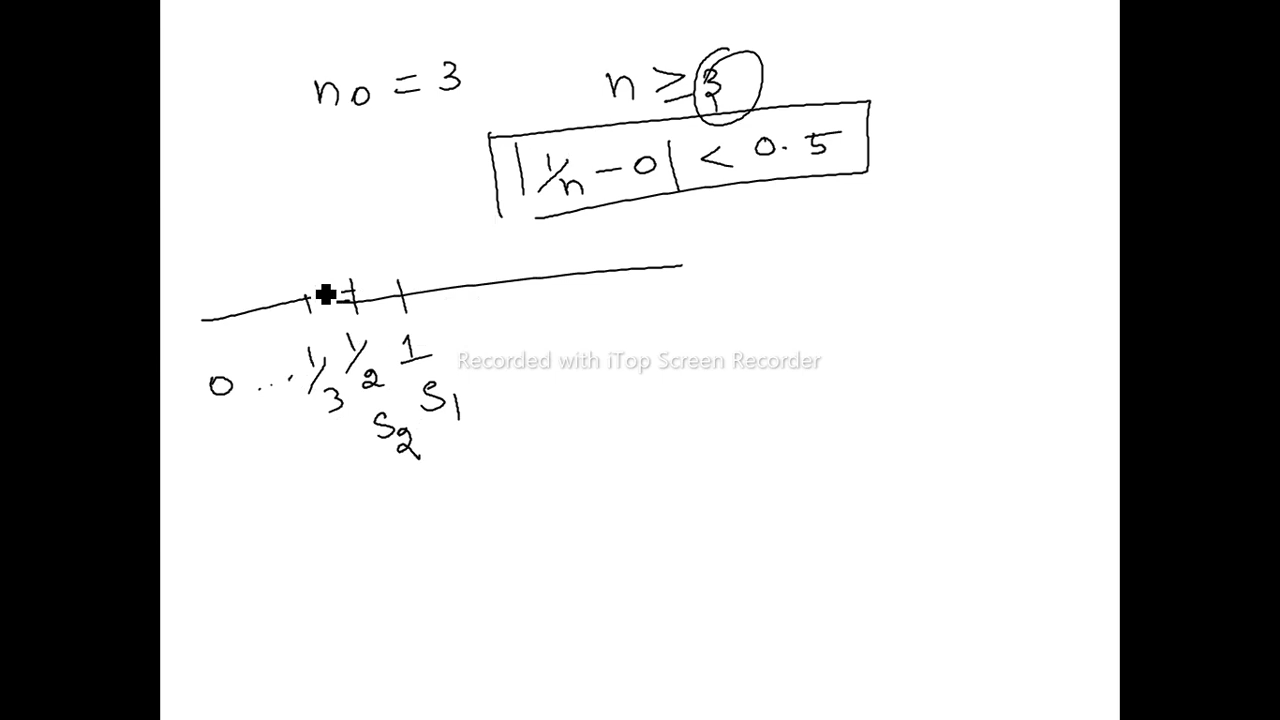 n₀ = 3 n ≥ 3
|1/n - 0| < 0.5
0 ... 1/3 1/2 1
Recorded with iTop Screen Recorder
S₂ S₁